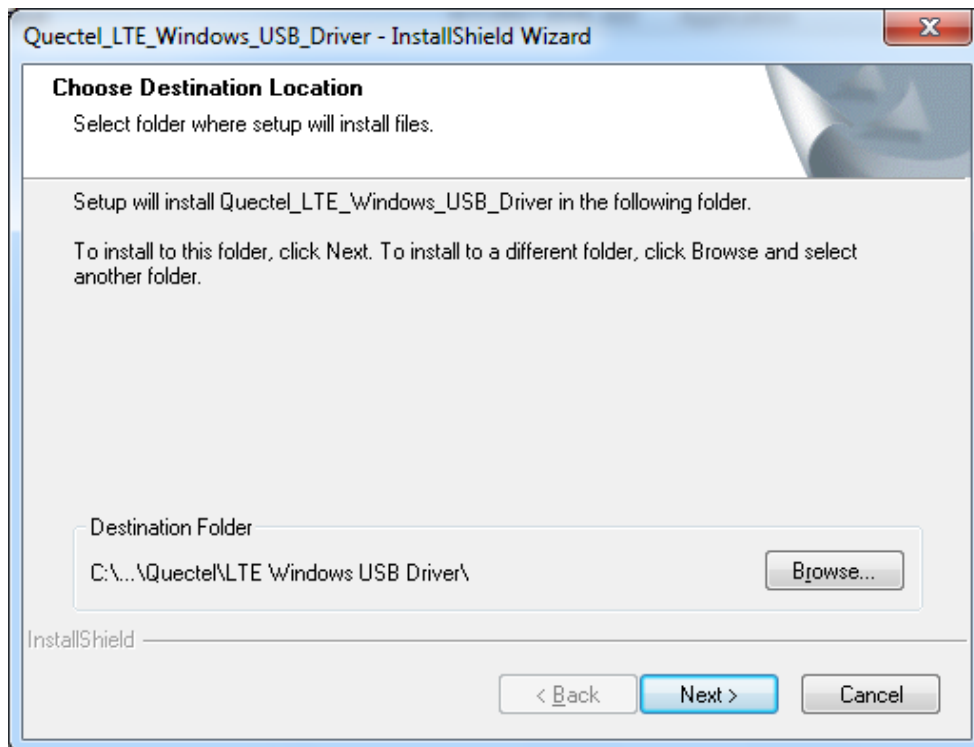 Quectel_LTE_Windows_USB_Driver - InstallShield Wizard
Choose Destination Location
Select folder where setup will install files.
Setup will install Quectel_LTE_Windows_USB_Driver in the following folder.
To install to this folder, click Next. To install to a different folder, click Browse and select
another folder.
Destination Folder
C:\...\Quectel\LTE Windows USB Driver\
Browse...
InstallShield
< Back
Next >
Cancel